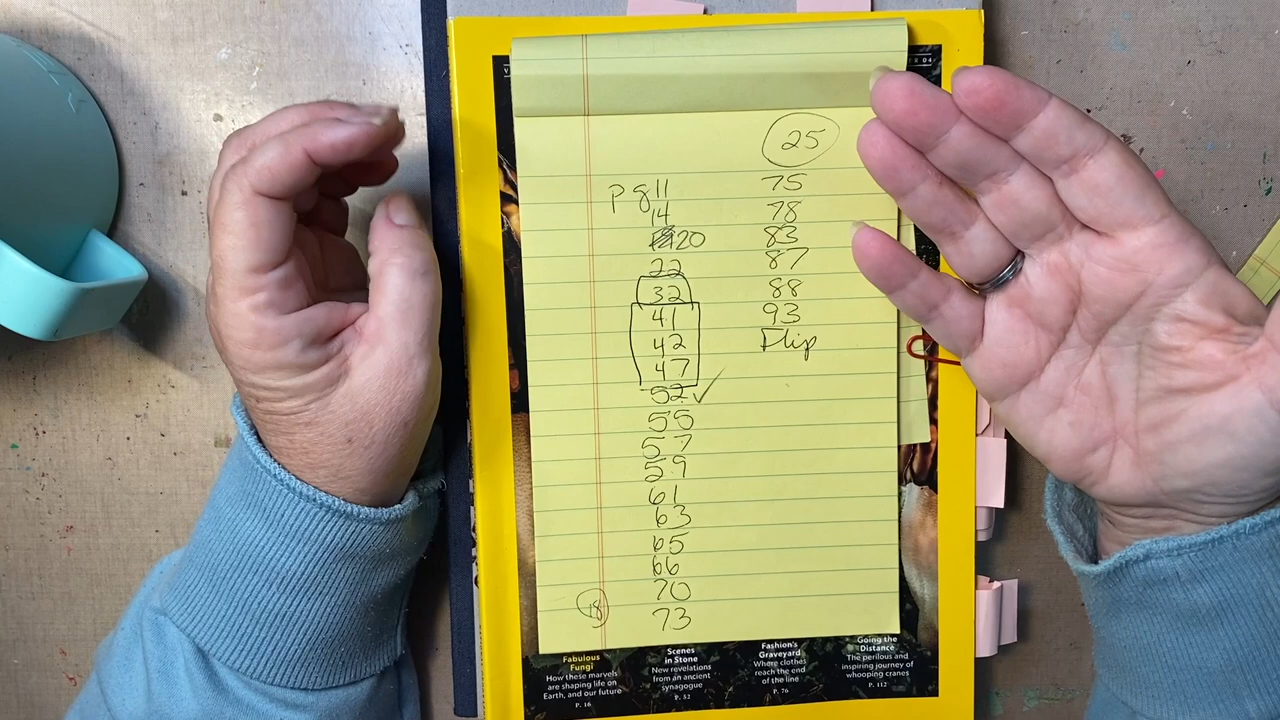 25
pg 11
14
20
22
32
41
42
47
52 ✓
55
57
59
61
63
65
66
70
18
73
75
78
83
87
88
93
Flip
Fabulous
Fungi
How these marvels
are shaping life on
Earth, and our future
P. 16
Scenes
in Stone
New revelations
from an ancient
synagogue
P. 52
Fashion's
Graveyard
Where clothes
reach the end
of the line
P. 76
Going the
Distance
The perilous and
inspiring journey of
whooping cranes
P. 112